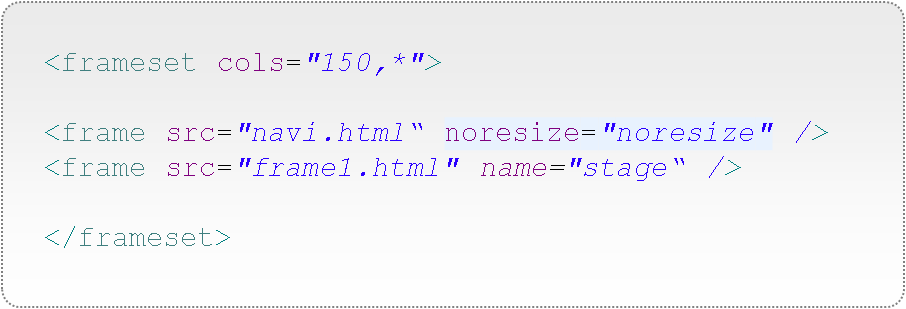 <frameset cols="150,*">
<frame src="navi.html“ noresize="noresize" />
<frame src="frame1.html" name="stage“ />
</frameset>